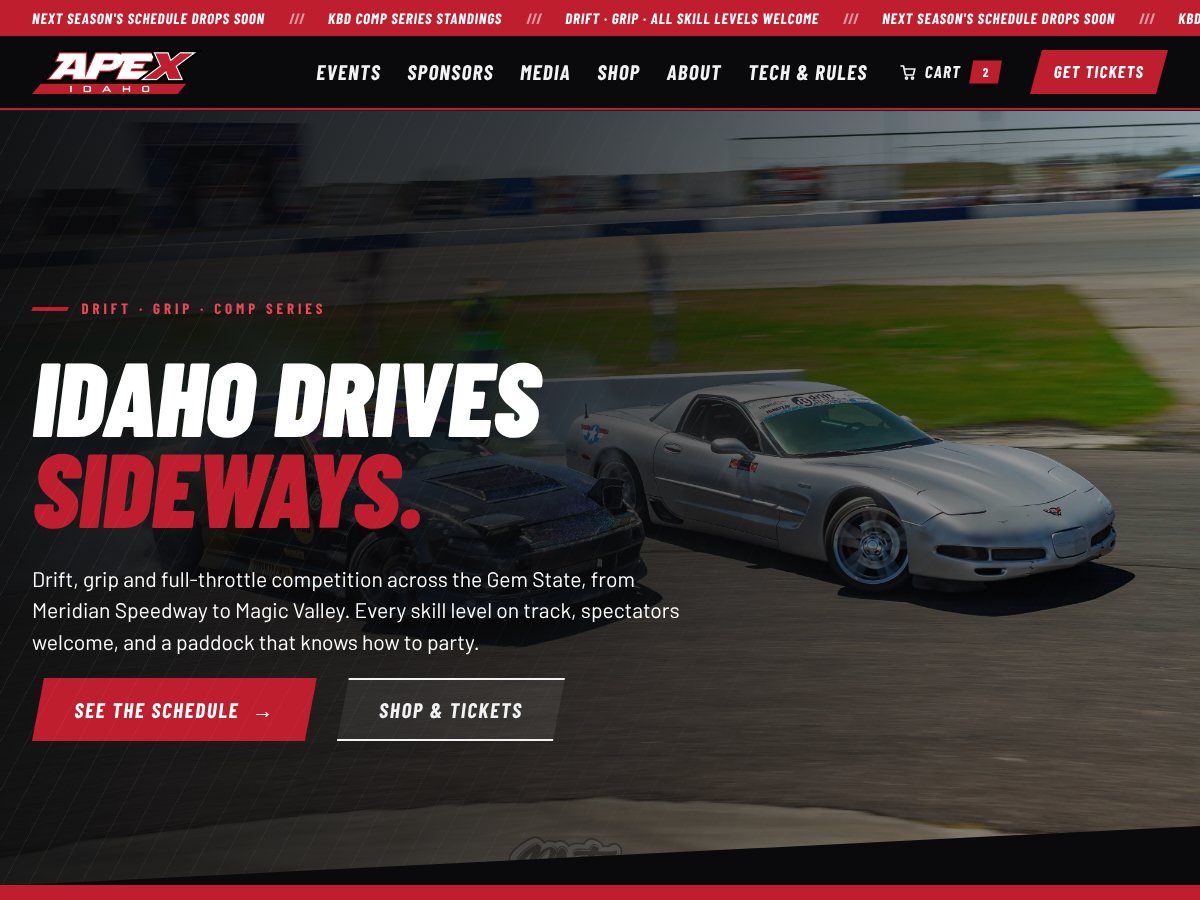 NEXT SEASON'S SCHEDULE DROPS SOON /// KBD COMP SERIES STANDINGS /// DRIFT · GRIP · ALL SKILL LEVELS WELCOME /// NEXT SEASON'S SCHEDULE DROPS SOON /// KBD
APEX
IDAHO
EVENTS SPONSORS MEDIA SHOP ABOUT TECH & RULES CART 2 GET TICKETS
DRIFT · GRIP · COMP SERIES
IDAHO DRIVES
SIDEWAYS.
Drift, grip and full-throttle competition across the Gem State, from
Meridian Speedway to Magic Valley. Every skill level on track, spectators
welcome, and a paddock that knows how to party.
SEE THE SCHEDULE → SHOP & TICKETS